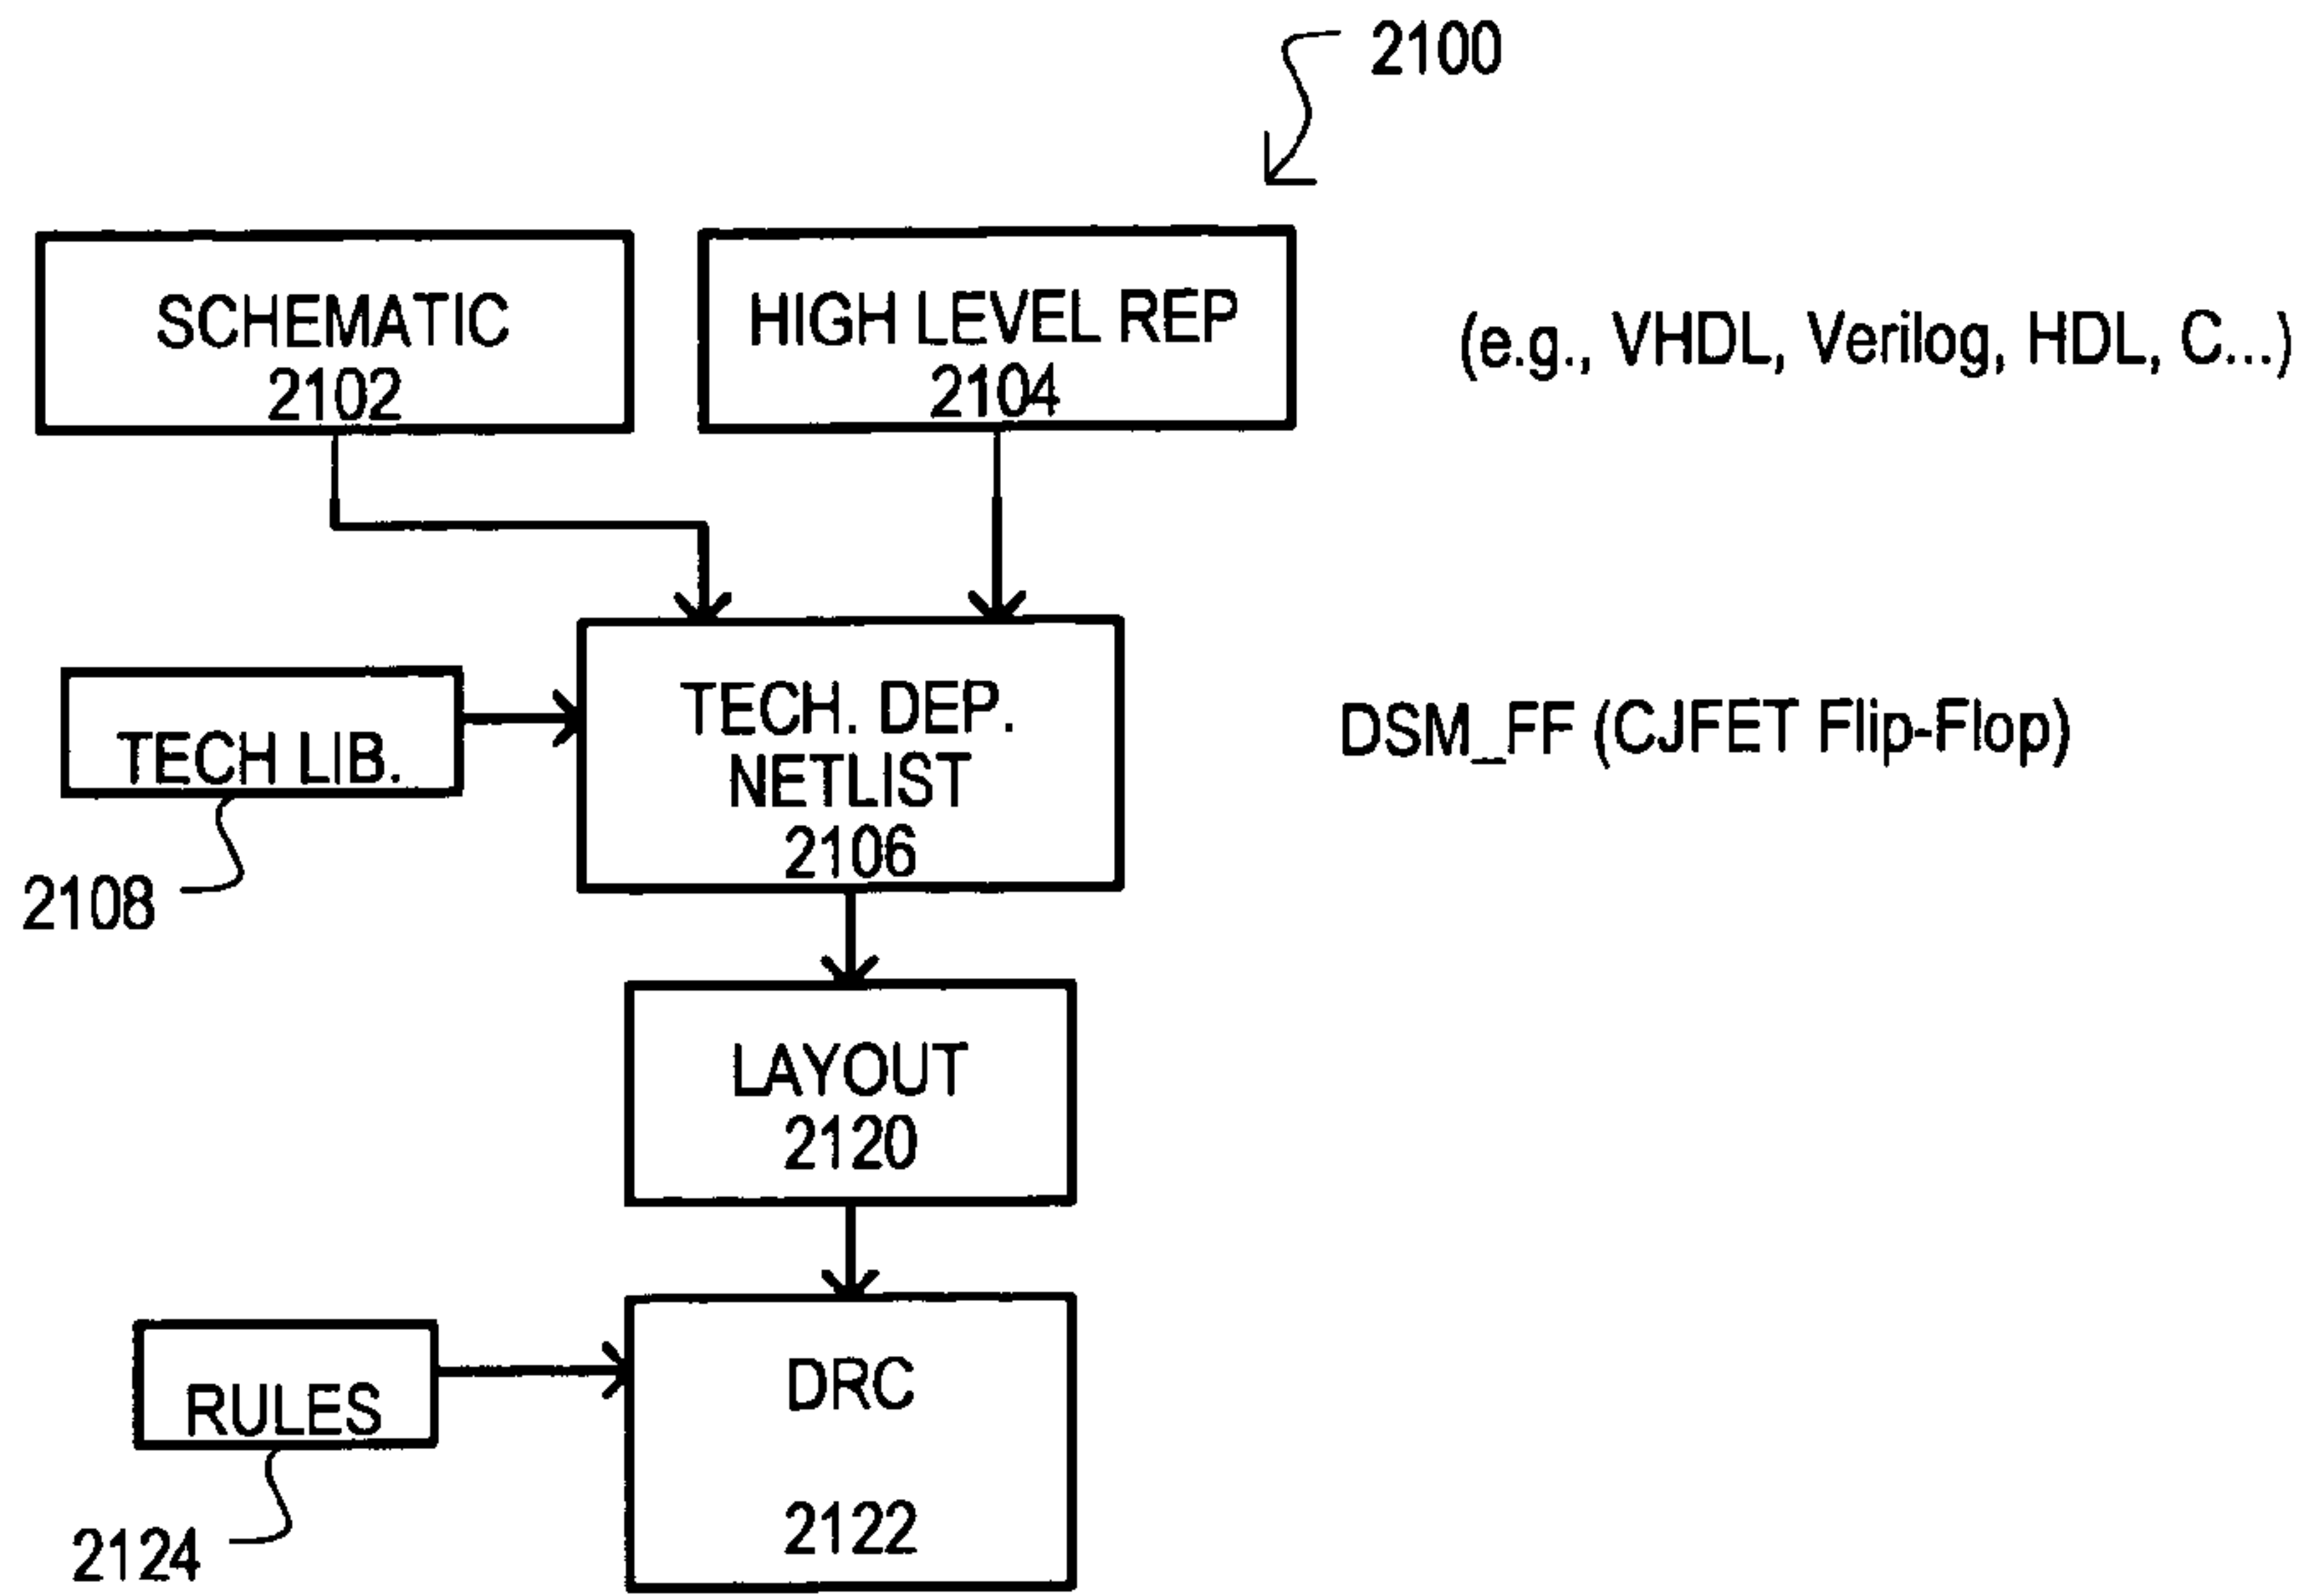 2100
SCHEMATIC
2102
HIGH LEVEL REP
2104
(e.g., VHDL, Verilog, HDL, C...)
TECH LIB.
2108
TECH. DEP.
NETLIST
2106
DSM_FF (CJFET Flip-Flop)
LAYOUT
2120
RULES
2124
DRC
2122